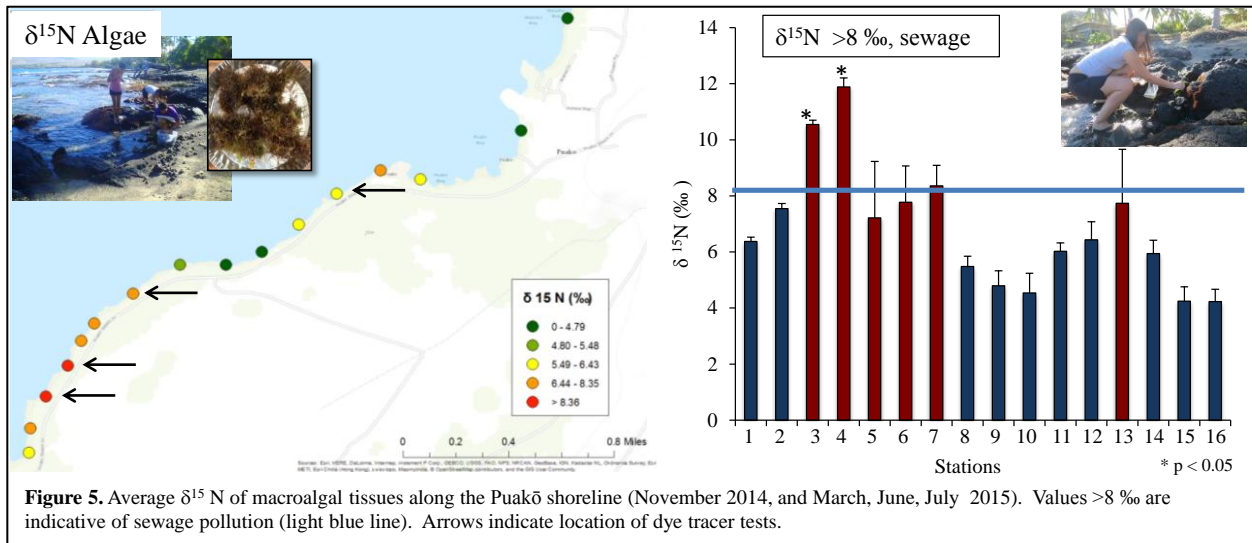 δ¹⁵N Algae
Puako
δ 15 N (‰)
0 - 4.79
4.80 - 5.48
5.49 - 6.43
6.44 - 8.35
> 8.36
0 0.2 0.4 0.8 Miles
δ¹⁵N >8 ‰, sewage
δ ¹⁵N (‰)
14
12
10
8
6
4
2
0
* *
1 2 3 4 5 6 7 8 9 10 11 12 13 14 15 16
Stations
* p < 0.05
Figure 5. Average δ¹⁵ N of macroalgal tissues along the Puakō shoreline (November 2014, and March, June, July 2015). Values >8 ‰ are
indicative of sewage pollution (light blue line). Arrows indicate location of dye tracer tests.